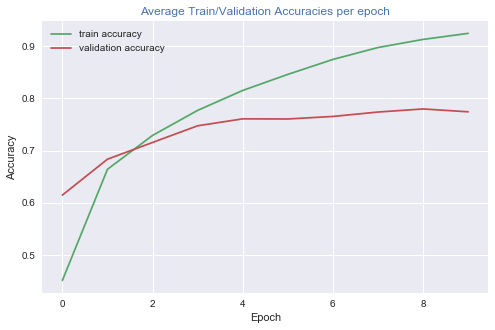 Average Train/Validation Accuracies per epoch
train accuracy
validation accuracy
0.9
0.8
0.7
0.6
0.5
Accuracy
0 2 4 6 8
Epoch